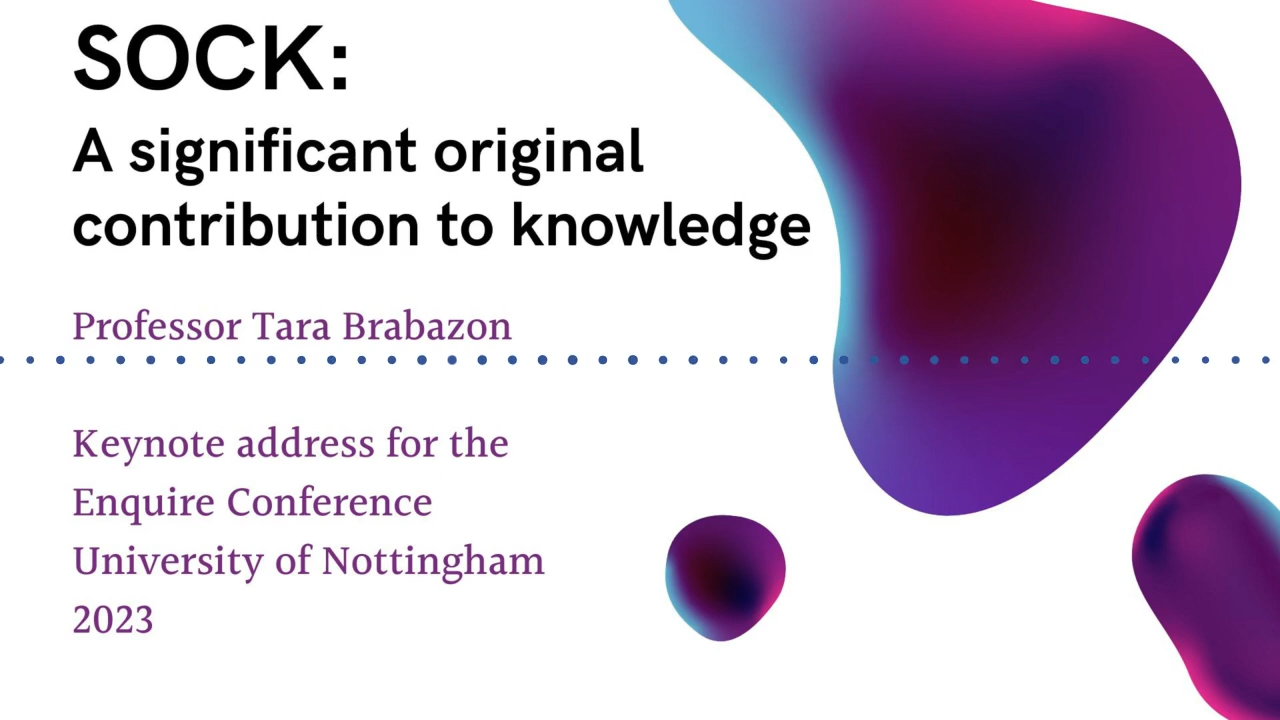 SOCK:
A significant original
contribution to knowledge
Professor Tara Brabazon
Keynote address for the
Enquire Conference
University of Nottingham
2023